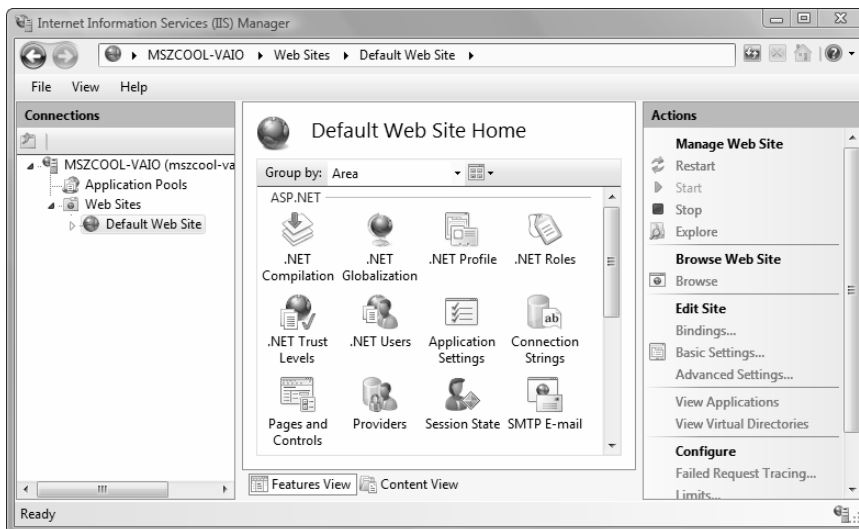 Internet Information Services (IIS) Manager
MSZCOOL-VAIO Web Sites Default Web Site
File View Help
Connections
MSZCOOL-VAIO (mszcool-va
Application Pools
Web Sites
Default Web Site
Default Web Site Home
Group by: Area
ASP.NET
.NET Compilation
.NET Globalization
.NET Profile
.NET Roles
.NET Trust Levels
.NET Users
Application Settings
Connection Strings
ab
Pages and Controls
Providers
Session State
SMTP E-mail
Features View
Content View
Actions
Manage Web Site
Restart
Start
Stop
Explore
Browse Web Site
Browse
Edit Site
Bindings...
Basic Settings...
Advanced Settings...
View Applications
View Virtual Directories
Configure
Failed Request Tracing...
Limits...
Ready